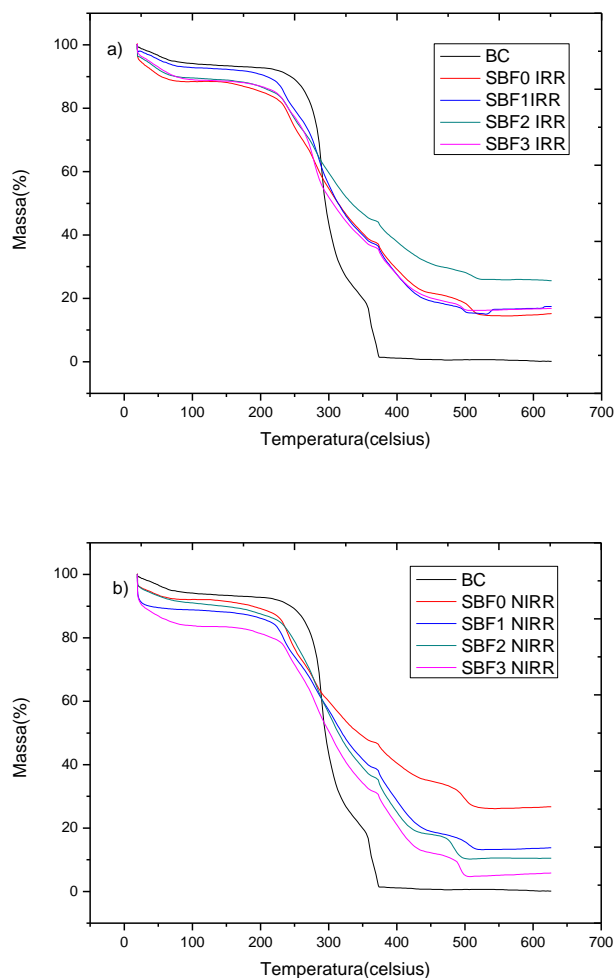 a)
BC
SBF0 IRR
SBF1IRR
SBF2 IRR
SBF3 IRR
Massa(%)
100
80
60
40
20
0
0 100 200 300 400 500 600 700
Temperatura(celsius)
b)
BC
SBF0 NIRR
SBF1 NIRR
SBF2 NIRR
SBF3 NIRR
Massa(%)
100
80
60
40
20
0
0 100 200 300 400 500 600 700
Temperatura(celsius)